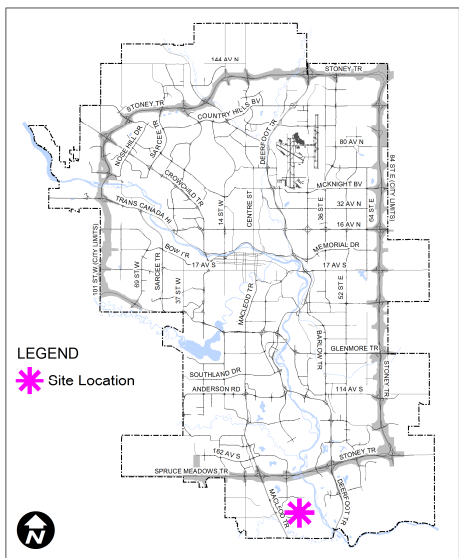 144 AV N
STONEY TR
STONEY TR
COUNTRY HILLS BV
DEERFOOT TR
NOSE HILL DR
SARCEE TR
80 AV N
CROWCHILD TR
MCKNIGHT BV
84 ST E (CITY LIMITS)
14 ST W
CENTRE ST
36 ST E
32 AV N
64 ST E
TRANS CANADA HI
16 AV N
101 ST W (CITY LIMITS)
BOW TR
MEMORIAL DR
17 AV S
17 AV S
69 ST W
SARCEE TR
37 ST W
52 ST E
MACLEOD TR
BARLOW TR
GLENMORE TR
LEGEND
Site Location
SOUTHLAND DR
ANDERSON RD
114 AV S
STONEY TR
162 AV S
STONEY TR
SPRUCE MEADOWS TR
MACLEOD TR
DEERFOOT TR
N